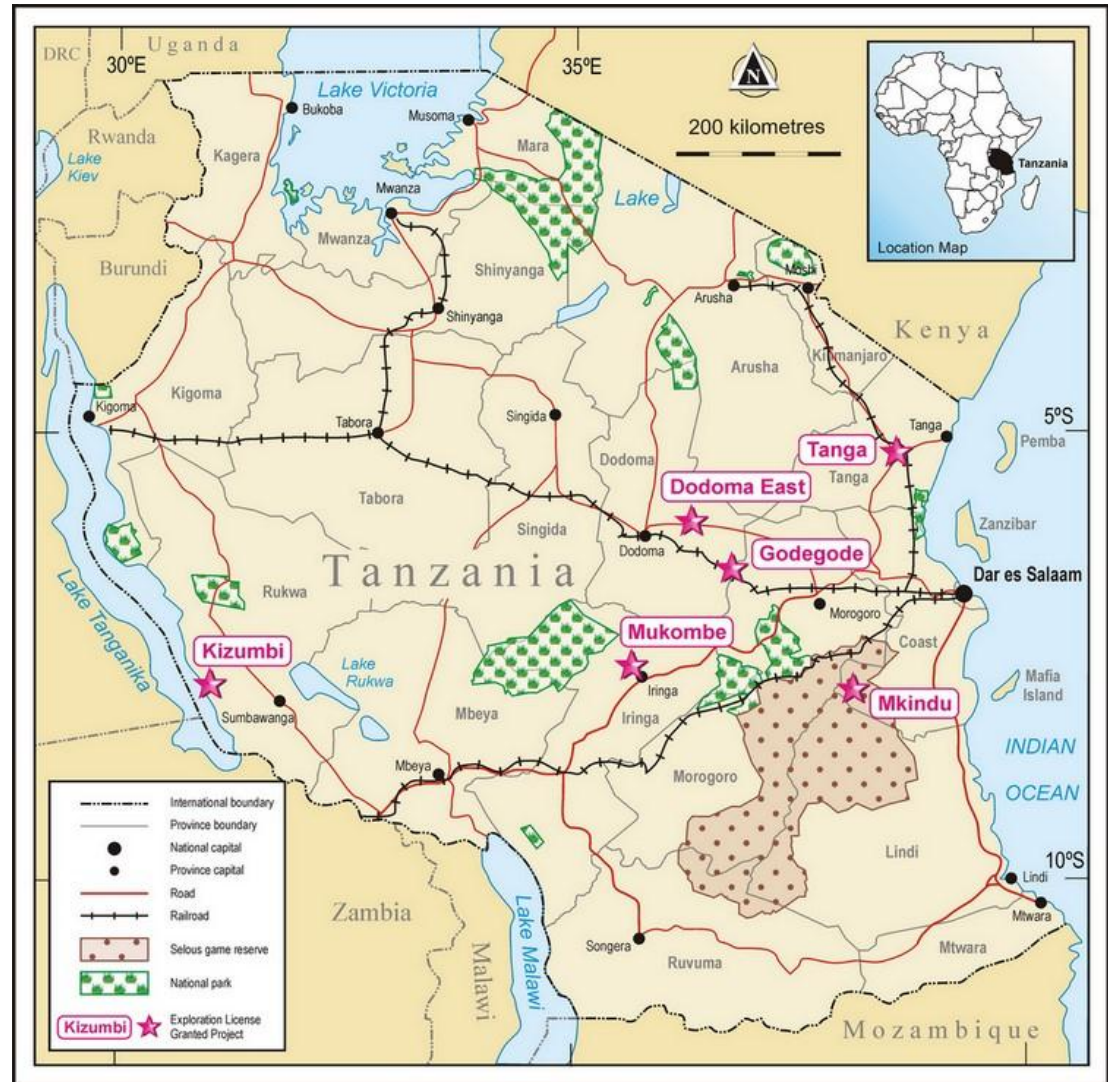 DRC
Uganda
30ºE
35ºE
N
200 kilometres
Tanzania
Location Map
Lake Victoria
Bukoba
Musoma
Mara
Rwanda
Kagera
Lake
Kiev
Mwanza
Lake
Mwanza
Burundi
Shinyanga
Moshi
Arusha
Shinyanga
Kenya
Kilimanjaro
Arusha
Kigoma
Kigoma
Tabora
Singida
Tanga
5ºS
Pemba
Tanga
Dodoma
Tanga
Dodoma East
Tabora
Singida
Zanzibar
Dodoma
Godegode
Tanzania
Dar es Salaam
Rukwa
Morogoro
Lake Tanganika
Mukombe
Coast
Kizumbi
Lake
Rukwa
Iringa
Mafia
Island
Mkindu
Sumbawanga
Mbeya
Iringa
INDIAN
OCEAN
Mbeya
Morogoro
International boundary
Province boundary
National capital
Province capital
Road
Railroad
Selous game reserve
National park
Kizumbi
Exploration License
Granted Project
Lindi
10ºS
Lindi
Mtwara
Zambia
Malawi
Lake Malawi
Songera
Ruvuma
Mtwara
Mozambique